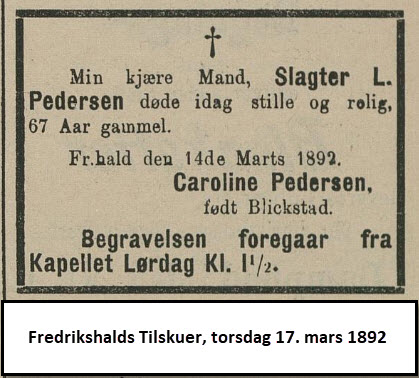 †
Min kjære Mand, Slagter L.
Pedersen døde idag stille og rolig,
67 Aar gammel.
Fr.hald den 14de Marts 1892.
Caroline Pedersen,
født Blickstad.
Begravelsen foregaar fra
Kapellet Lørdag Kl. 1½.
Fredrikshalds Tilskuer, torsdag 17. mars 1892